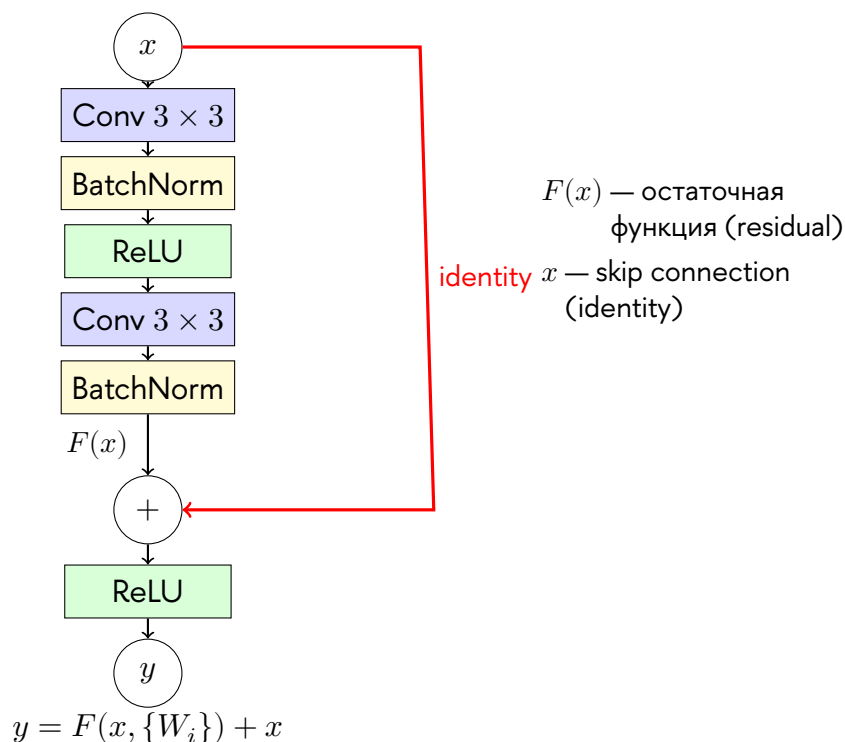 x
Conv 3 × 3
BatchNorm
ReLU
Conv 3 × 3
BatchNorm
F(x)
+
ReLU
y
y = F(x, {W_i}) + x
identity
F(x) — остаточная
функция (residual)
x — skip connection
(identity)